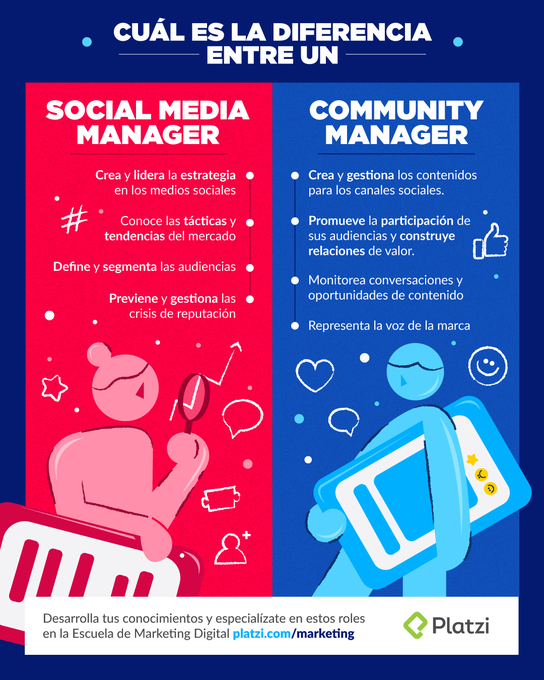 CUÁL ES LA DIFERENCIA
ENTRE UN
SOCIAL MEDIA
MANAGER
Crea y lidera la estrategia
en los medios sociales
Conoce las tácticas y
tendencias del mercado
Define y segmenta las audiencias
Previene y gestiona las
crisis de reputación
COMMUNITY
MANAGER
Crea y gestiona los contenidos
para los canales sociales.
Promueve la participación de
sus audiencias y construye
relaciones de valor.
Monitorea conversaciones y
oportunidades de contenido
Representa la voz de la marca
Desarrolla tus conocimientos y especialízate en estos roles
en la Escuela de Marketing Digital platzi.com/marketing
Platzi